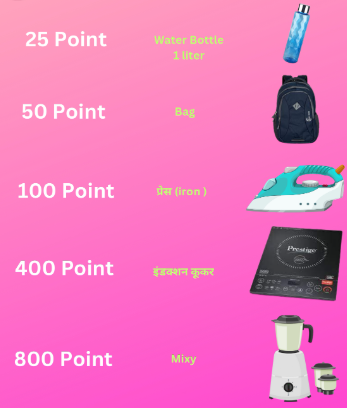 25 Point
Water Bottle
1 liter
50 Point
Bag
100 Point
प्रेस (iron )
400 Point
इंडक्शन कूकर
Prestige
800 Point
Mixy